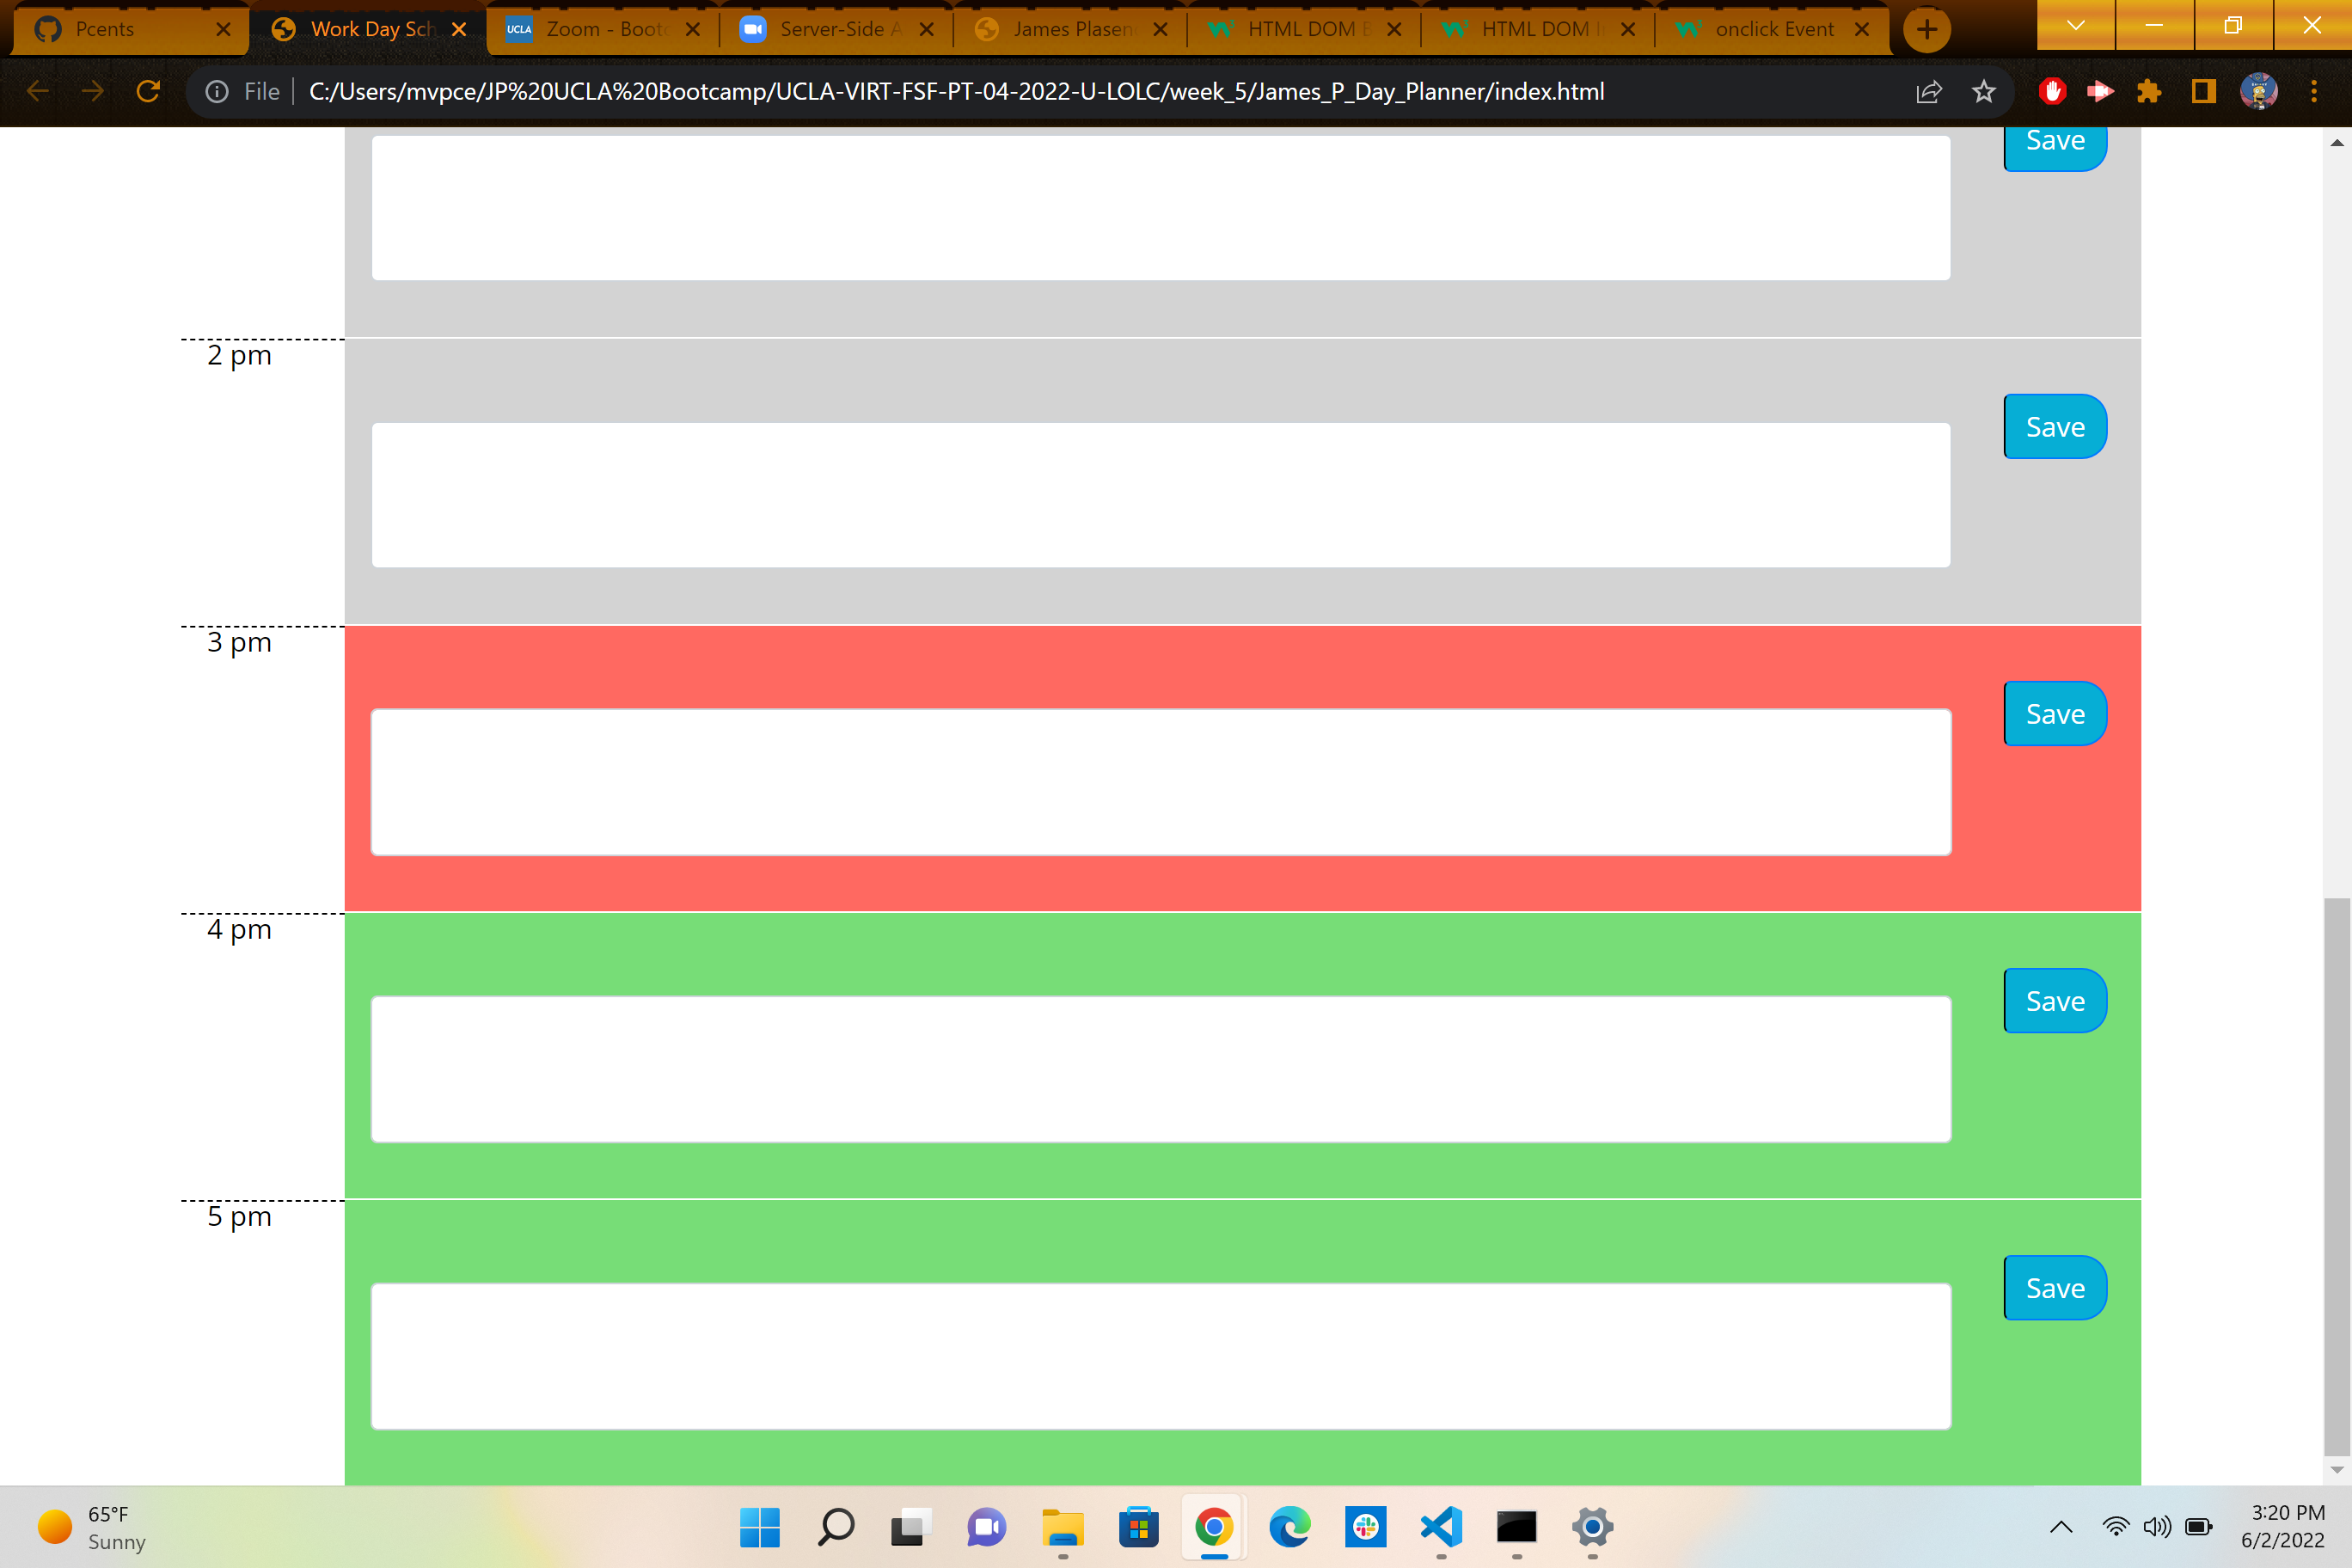 Pcents
Work Day Sch
UCLA Zoom - Bootc
Server-Side A
James Plasen
HTML DOM B
HTML DOM I
onclick Event
File C:/Users/mvpce/JP%20UCLA%20Bootcamp/UCLA-VIRT-FSF-PT-04-2022-U-LOLC/week_5/James_P_Day_Planner/index.html
Save
2 pm
Save
3 pm
Save
4 pm
Save
5 pm
Save
65°F
Sunny
3:20 PM
6/2/2022